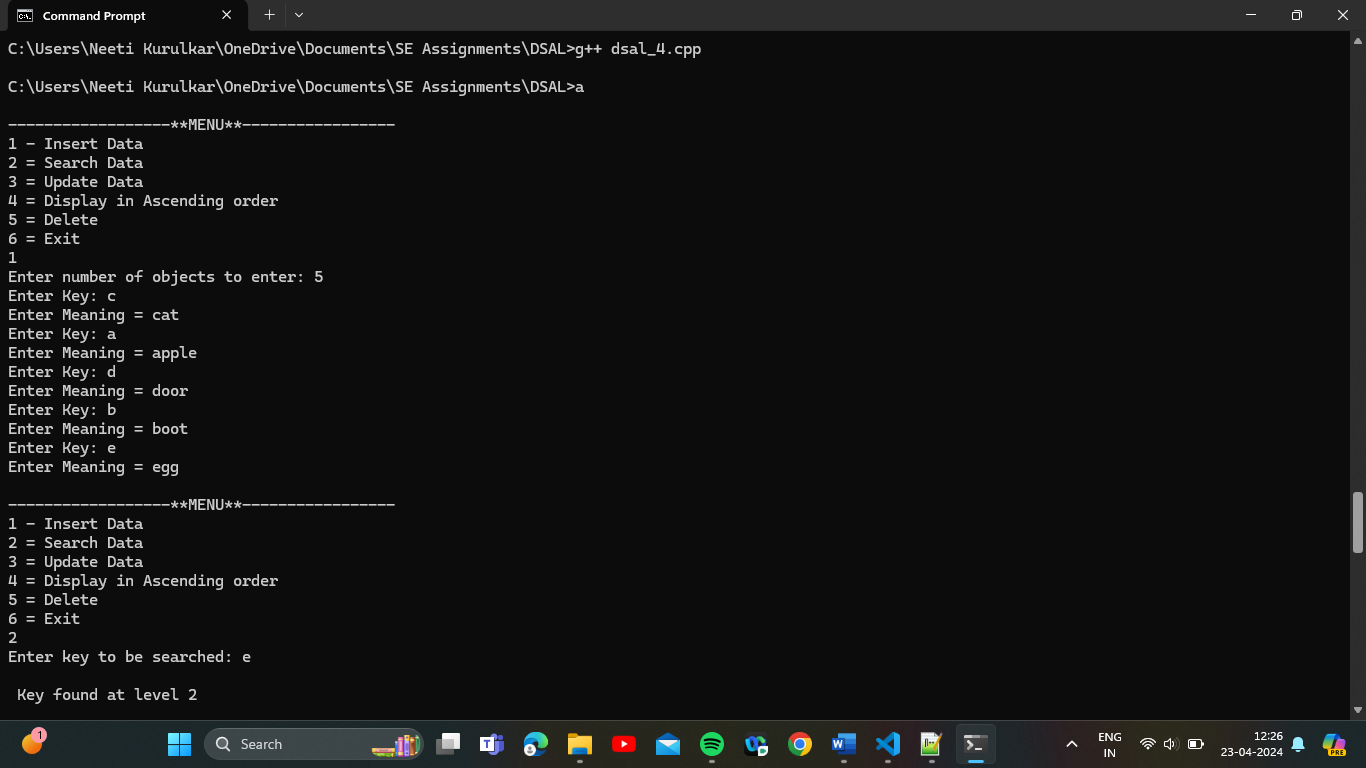 Command Prompt
C:\Users\Neeti Kurulkar\OneDrive\Documents\SE Assignments\DSAL>g++ dsal_4.cpp
C:\Users\Neeti Kurulkar\OneDrive\Documents\SE Assignments\DSAL>a
------------------**MENU**-----------------
1 - Insert Data
2 = Search Data
3 = Update Data
4 = Display in Ascending order
5 = Delete
6 = Exit
1
Enter number of objects to enter: 5
Enter Key: c
Enter Meaning = cat
Enter Key: a
Enter Meaning = apple
Enter Key: d
Enter Meaning = door
Enter Key: b
Enter Meaning = boot
Enter Key: e
Enter Meaning = egg
------------------**MENU**-----------------
1 - Insert Data
2 = Search Data
3 = Update Data
4 = Display in Ascending order
5 = Delete
6 = Exit
2
Enter key to be searched: e
Key found at level 2
1
Search
ENG
IN
12:26
23-04-2024
PRE